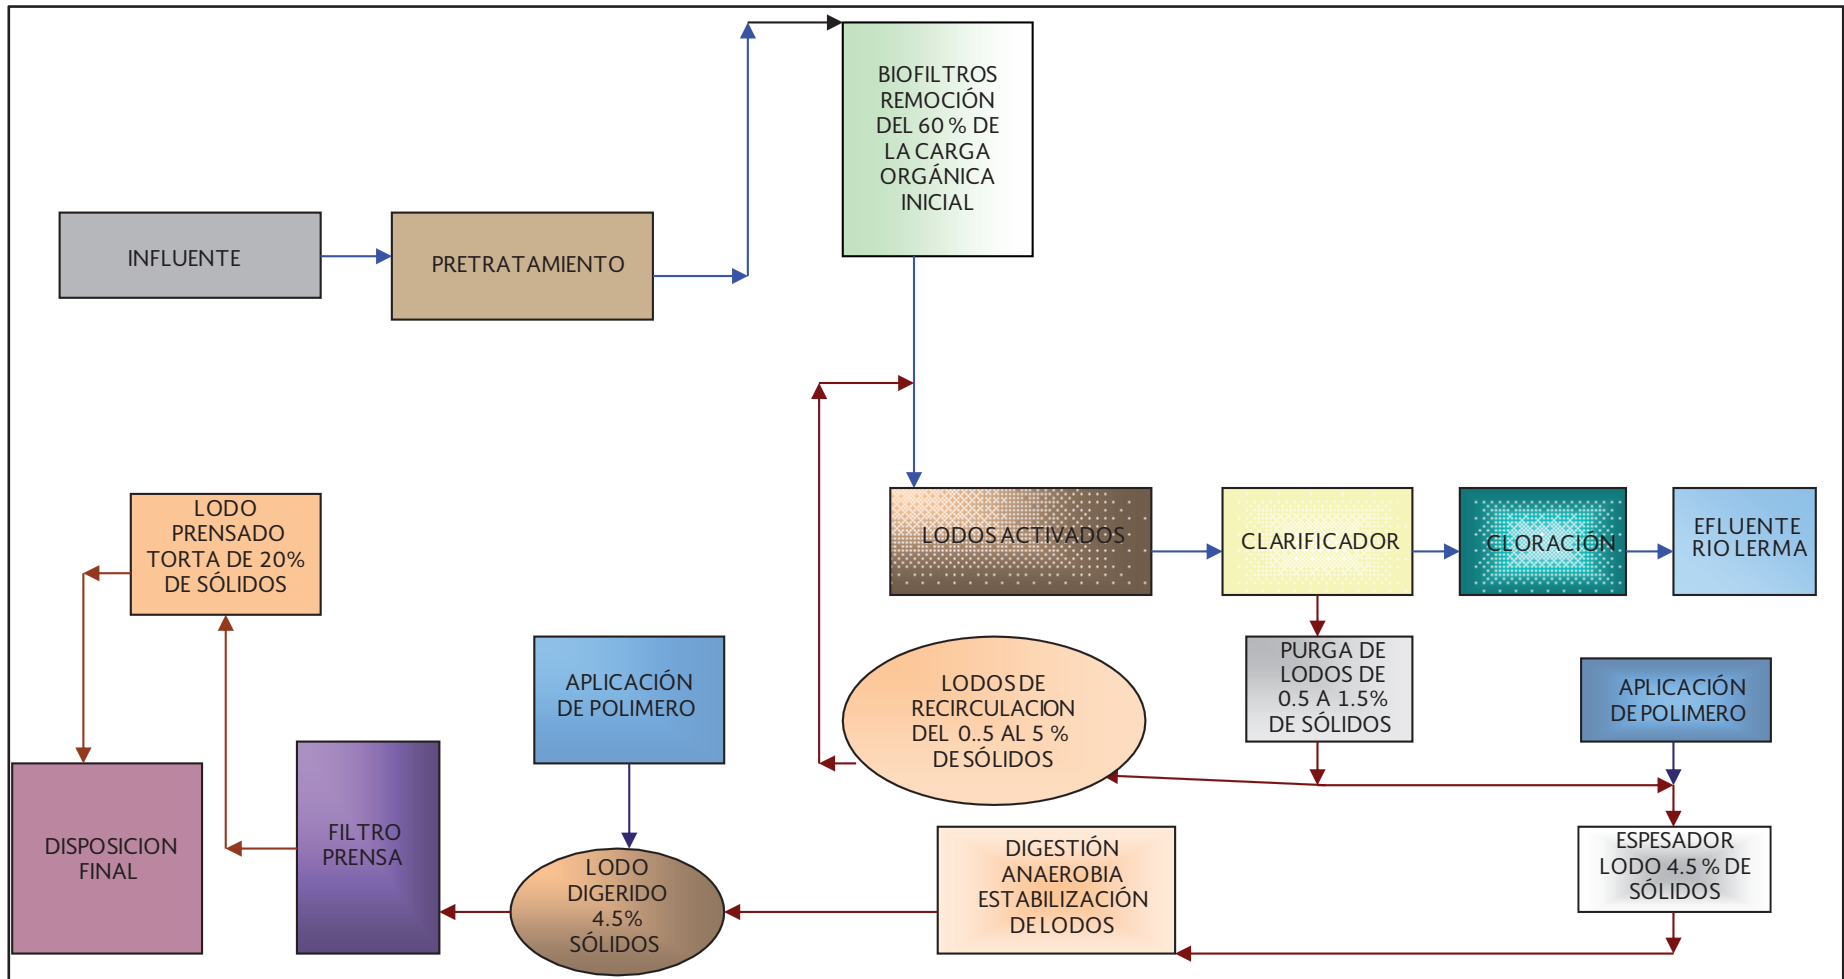 BIOFILTROS
REMOCIÓN
DEL 60 % DE
LA CARGA
ORGÁNICA
INICIAL
INFLUENTE
PRETRATAMIENTO
LODOS ACTIVADOS
CLARIFICADOR
CLORACIÓN
EFLUENTE
RIO LERMA
LODO
PRENSADO
TORTA DE 20%
DE SÓLIDOS
APLICACIÓN
DE POLIMERO
LODOS DE
RECIRCULACION
DEL 0..5 AL 5 %
DE SÓLIDOS
PURGA DE
LODOS DE
0.5 A 1.5%
DE SÓLIDOS
APLICACIÓN
DE POLIMERO
DISPOSICION
FINAL
FILTRO
PRENSA
LODO
DIGERIDO
4.5%
SÓLIDOS
DIGESTIÓN
ANAEROBIA
ESTABILIZACIÓN
DE LODOS
ESPESADOR
LODO 4.5 % DE
SÓLIDOS